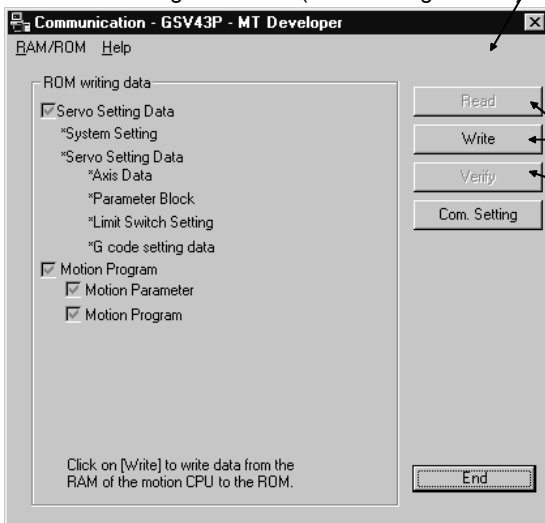 Communication - GSV43P - MT Developer
RAM/ROM Help
ROM writing data
Servo Setting Data
*System Setting
*Servo Setting Data
*Axis Data
*Parameter Block
*Limit Switch Setting
*G code setting data
Motion Program
Motion Parameter
Motion Program
Click on [Write] to write data from the
RAM of the motion CPU to the ROM.
Read
Write
Verify
Com. Setting
End